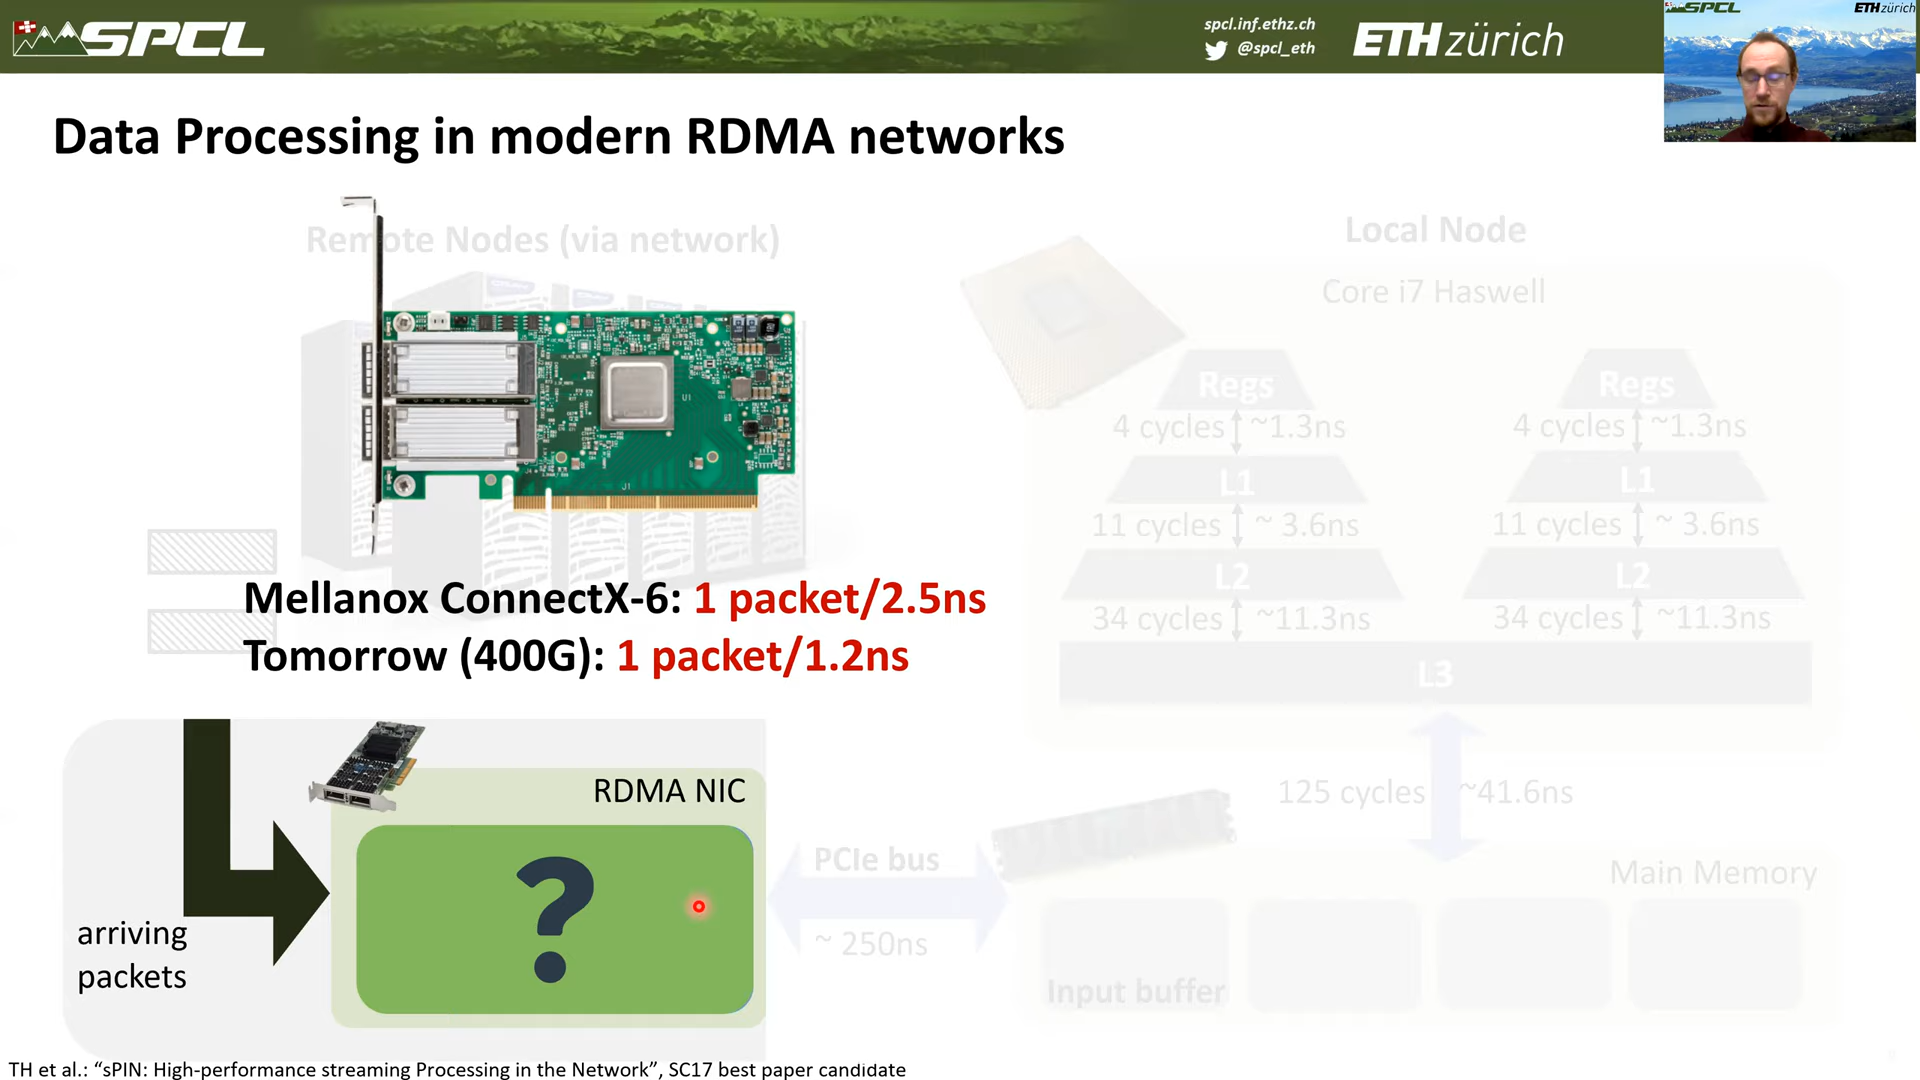 SPCL
spcl.inf.ethz.ch
@spcl_eth
ETH zürich
SPCL
ETH zürich
Data Processing in modern RDMA networks
Remote Nodes (via network)
Local Node
Core i7 Haswell
Regs
Regs
4 cycles ~1.3ns
4 cycles ~1.3ns
L1
L1
11 cycles ~ 3.6ns
11 cycles ~ 3.6ns
L2
L2
34 cycles ~11.3ns
34 cycles ~11.3ns
L3
Mellanox ConnectX-6: 1 packet/2.5ns
Tomorrow (400G): 1 packet/1.2ns
125 cycles ~41.6ns
RDMA NIC
?
arriving
packets
PCIe bus
~ 250ns
Main Memory
Input buffer
TH et al.: “sPIN: High-performance streaming Processing in the Network”, SC17 best paper candidate